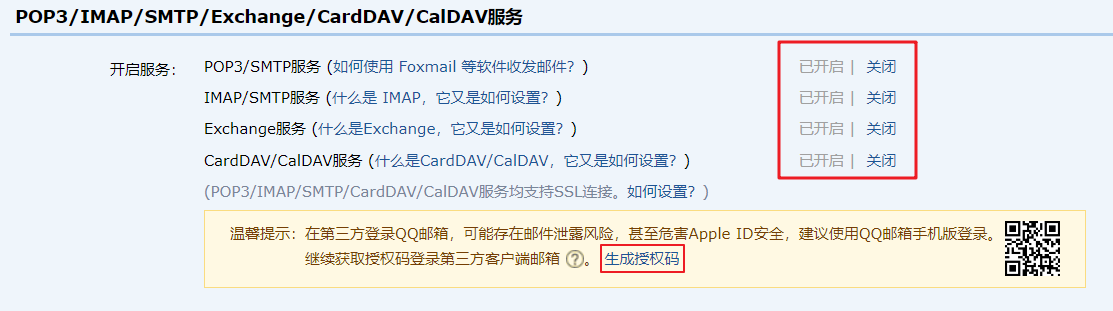 POP3/IMAP/SMTP/Exchange/CardDAV/CalDAV服务
开启服务： POP3/SMTP服务 (如何使用 Foxmail 等软件收发邮件？) 已开启 | 关闭
IMAP/SMTP服务 (什么是 IMAP，它又是如何设置？) 已开启 | 关闭
Exchange服务 (什么是Exchange，它又是如何设置？) 已开启 | 关闭
CardDAV/CalDAV服务 (什么是CardDAV/CalDAV，它又是如何设置？) 已开启 | 关闭
(POP3/IMAP/SMTP/CardDAV/CalDAV服务均支持SSL连接。如何设置？)
温馨提示：在第三方登录QQ邮箱，可能存在邮件泄露风险，甚至危害Apple ID安全，建议使用QQ邮箱手机版登录。
继续获取授权码登录第三方客户端邮箱 ? 。 生成授权码